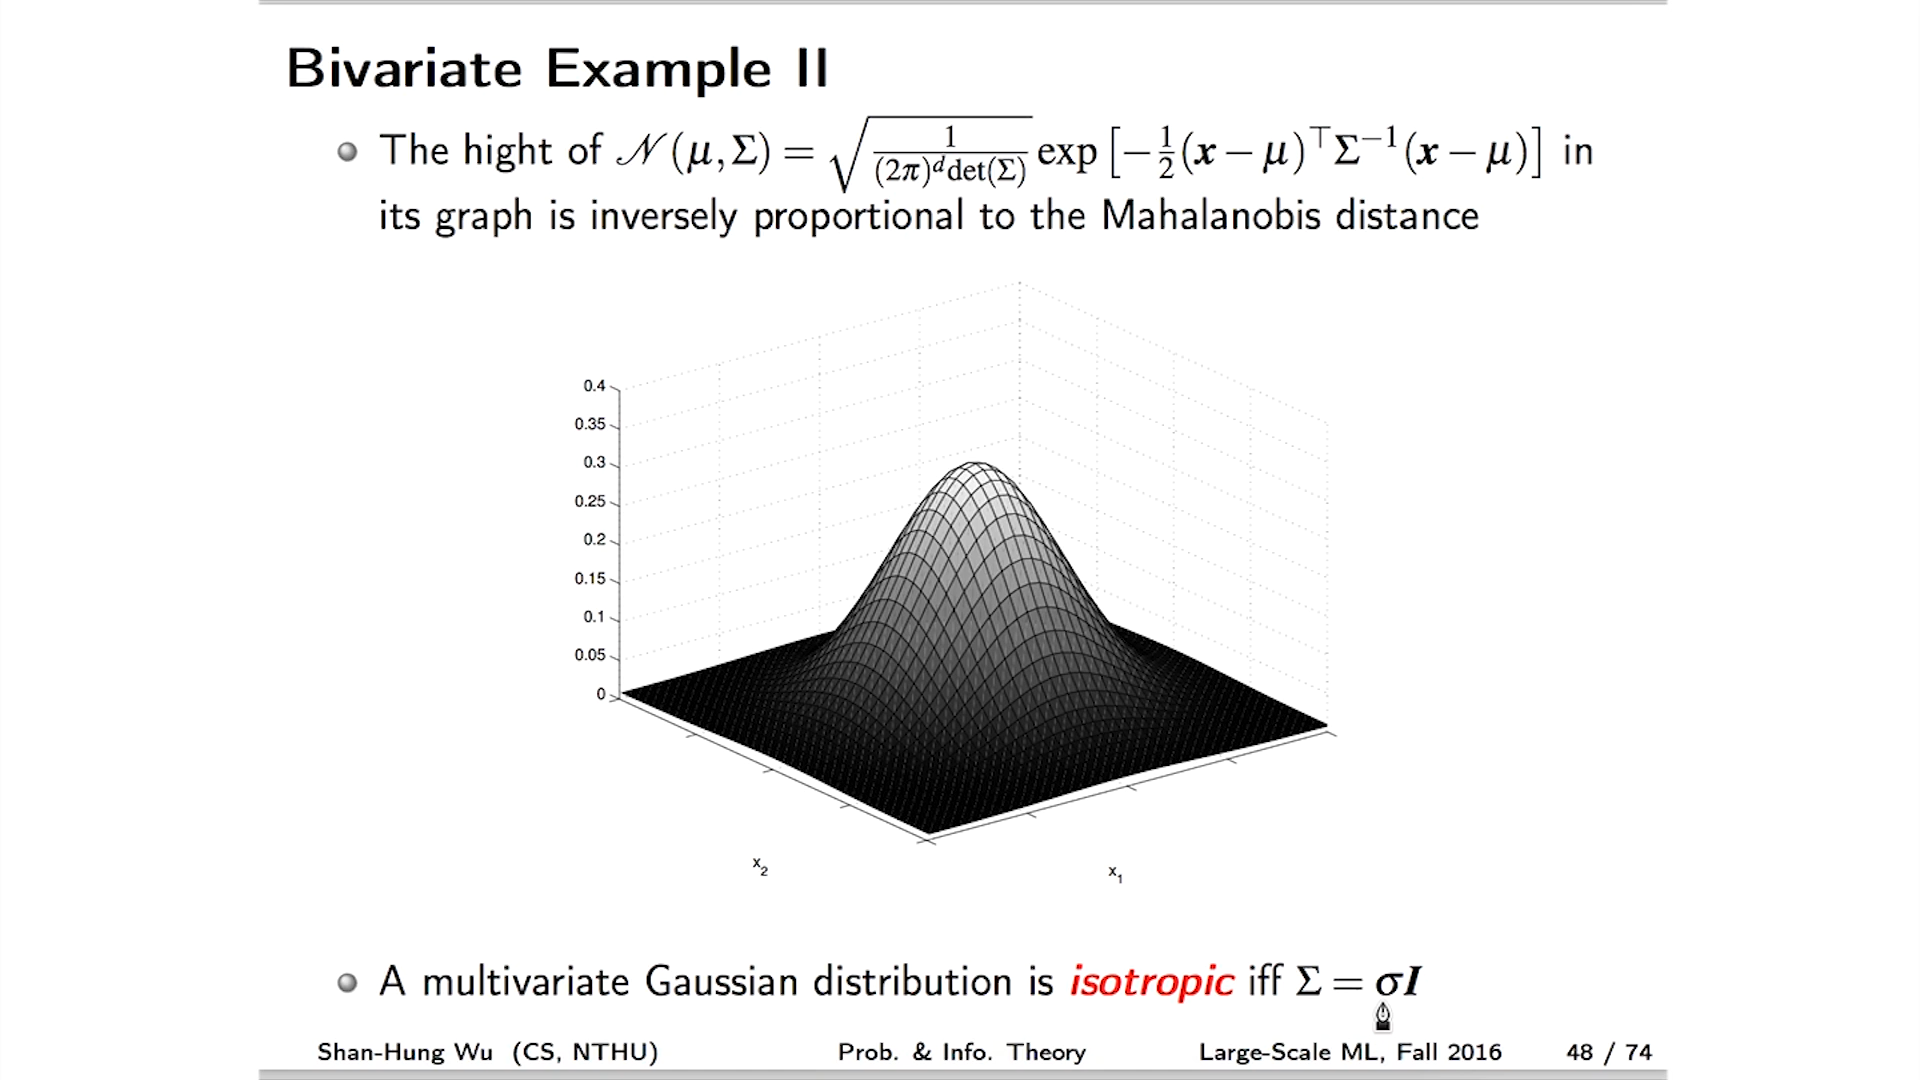 Bivariate Example II
The hight of 𝒩(μ,Σ) = √(1/((2π)^d det(Σ))) exp[−½(x−μ)^⊤Σ^{−1}(x−μ)] in
its graph is inversely proportional to the Mahalanobis distance
0.4
0.35
0.3
0.25
0.2
0.15
0.1
0.05
0
x₂
x₁
A multivariate Gaussian distribution is isotropic iff Σ = σI
Shan-Hung Wu (CS, NTHU) Prob. & Info. Theory Large-Scale ML, Fall 2016 48 / 74